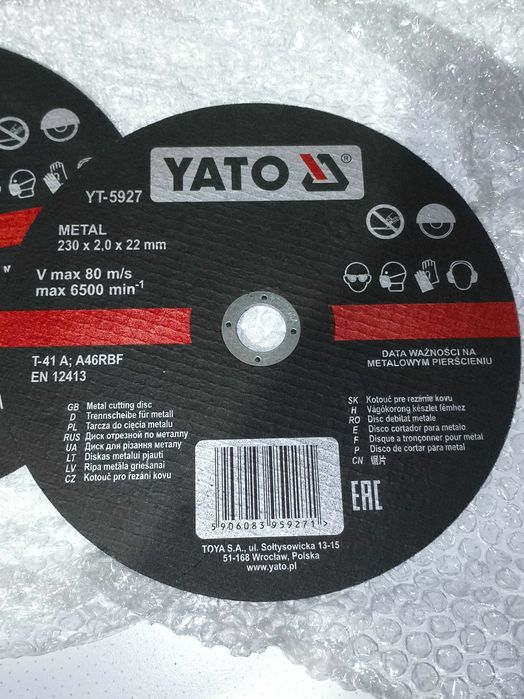 YATO ®
YT-5927
METAL
230 x 2,0 x 22 mm
V max 80 m/s
max 6500 min-1
T-41 A; A46RBF
EN 12413
DATA WAŻNOŚCI NA
METALOWYM PIERŚCIENIU
GB Metal cutting disc
D Trennscheibe für metall
PL Tarcza do cięcia metalu
RUS Диск отрезной по металлу
UA Диск для різання металу
LT Diskas metalui pjauti
LV Ripa metāla griešanai
CZ Kotouč pro řezání kovu
SK Kotouč pre rezanie kovu
H Vágókorong készlet fémhez
RO Disc debitat metale
E Disco cortador para metalo
F Disque a tronçonner pour métal
P Disco de cortar para metal
CN 锯片
5 906083 959271 >
EAC
TOYA S.A., ul. Sołtysowicka 13-15
51-168 Wrocław, Polska
www.yato.pl